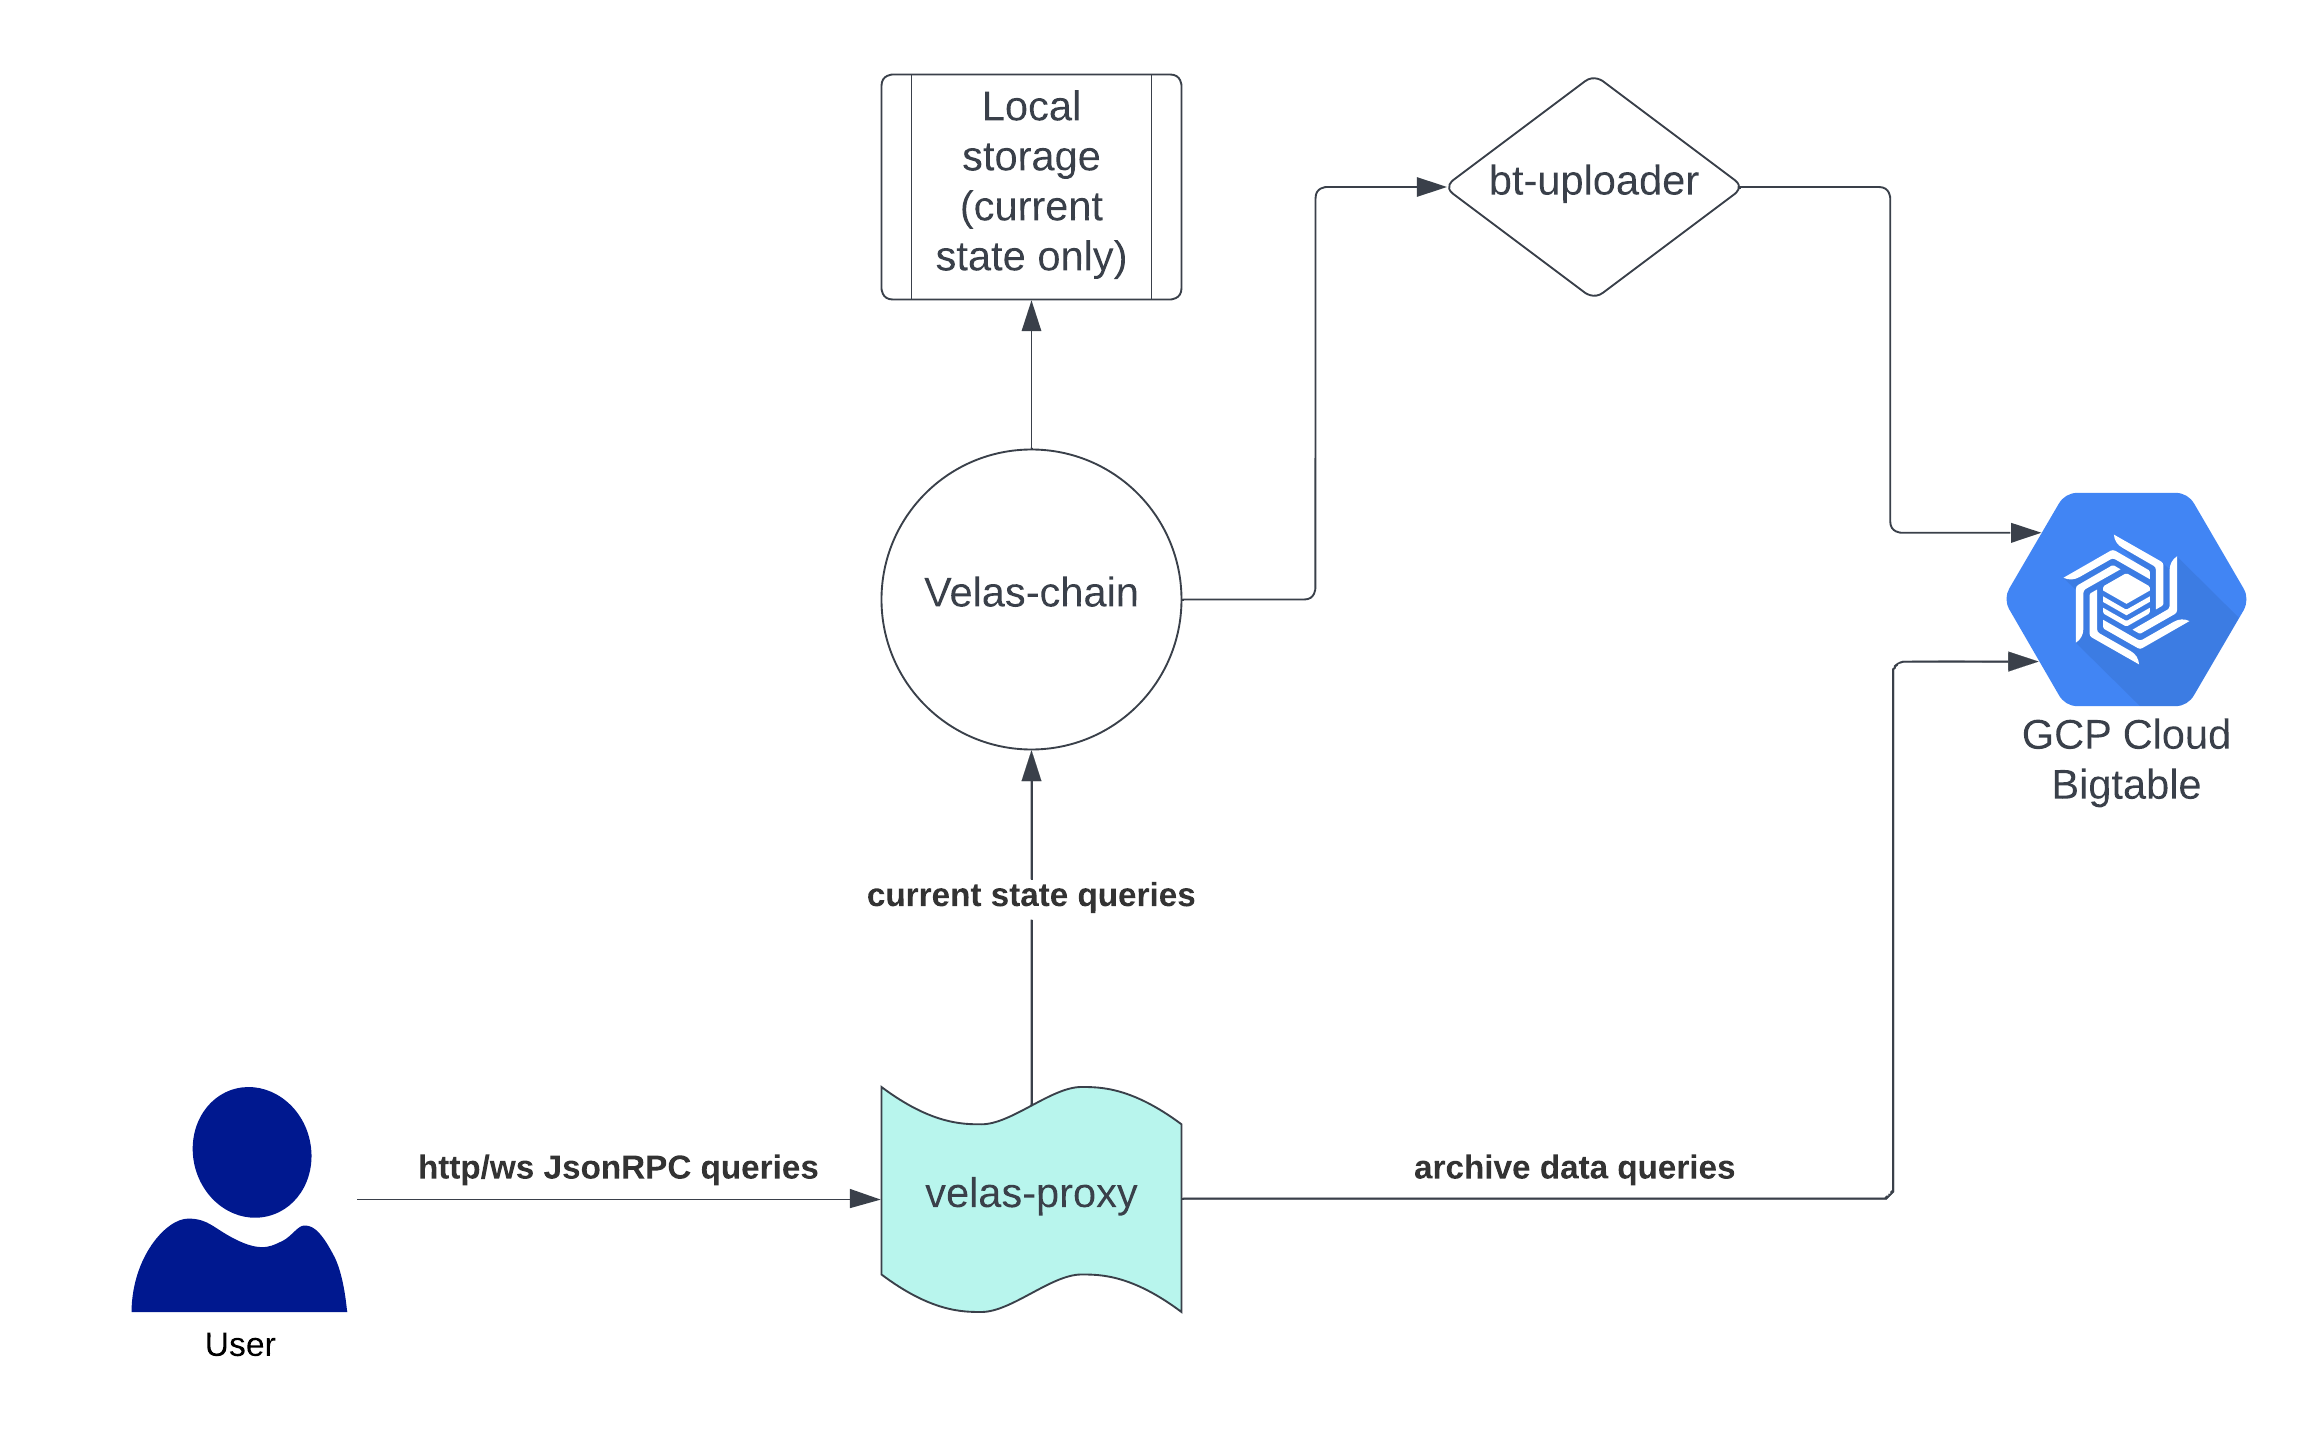 Local
storage
(current
state only)
bt-uploader
Velas-chain
GCP Cloud
Bigtable
current state queries
http/ws JsonRPC queries
velas-proxy
archive data queries
User